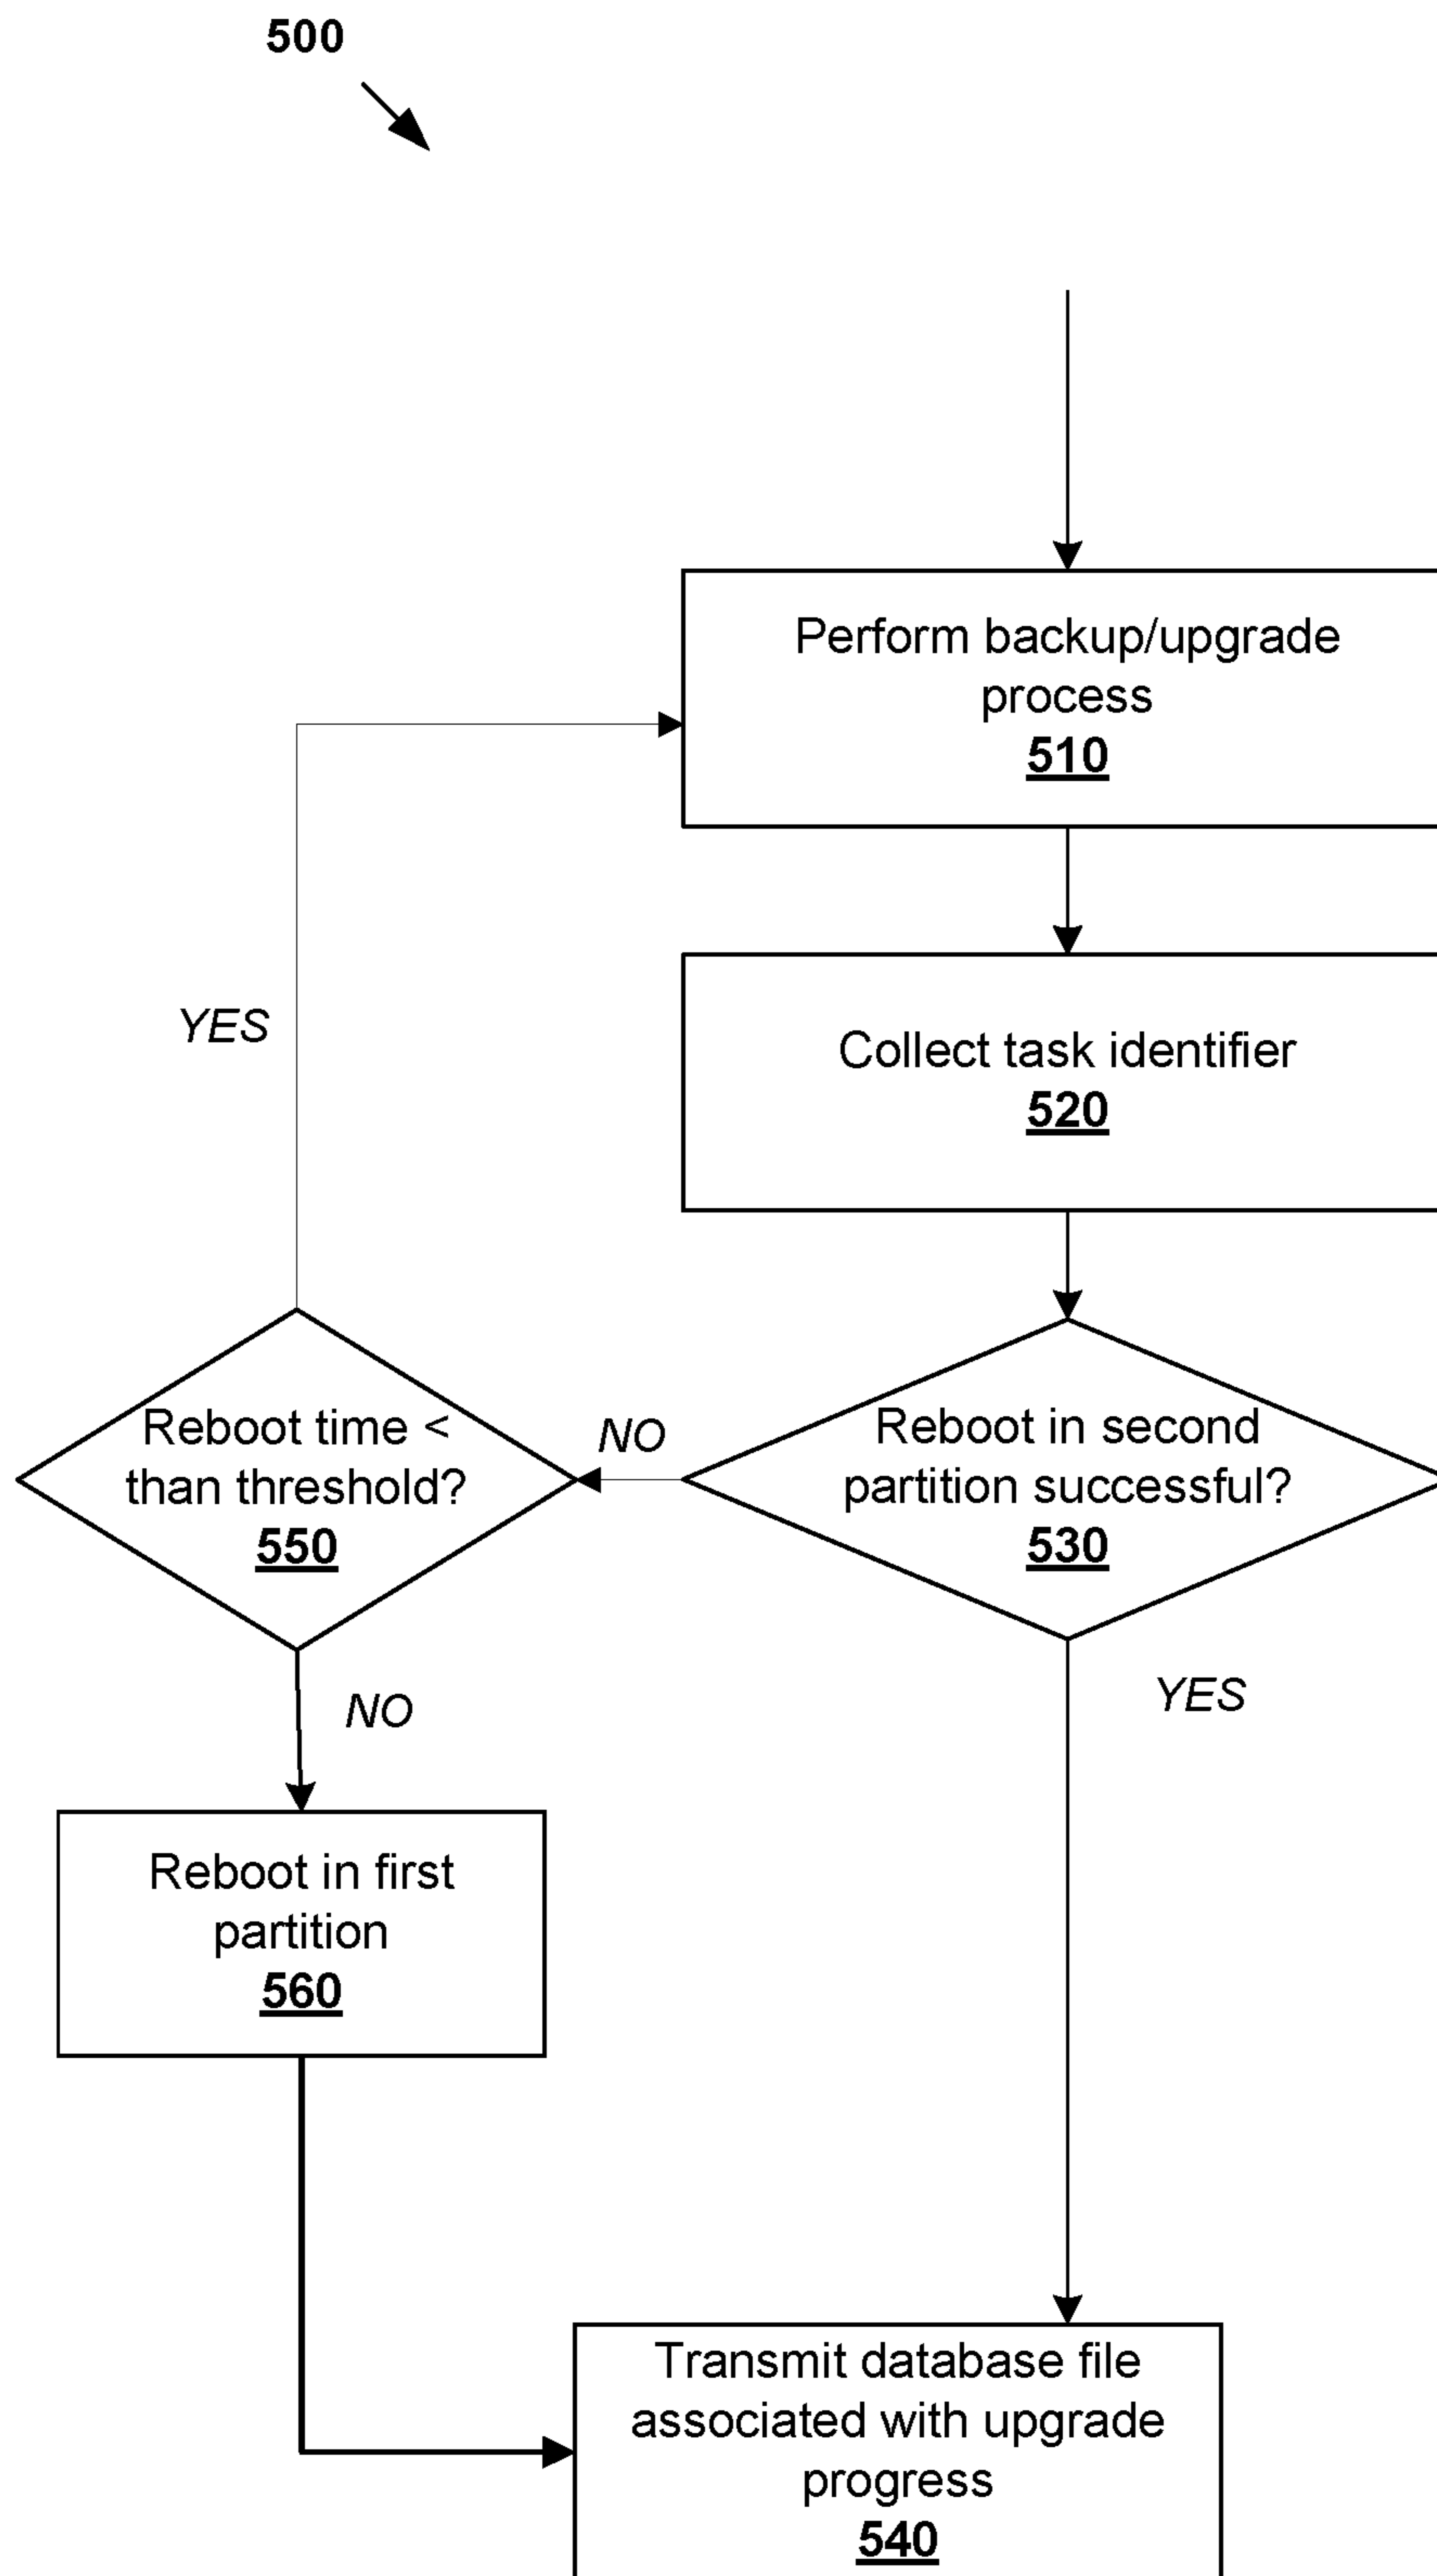 500
Perform backup/upgrade
process
510
YES
Collect task identifier
520
Reboot time <
than threshold?
550
NO
Reboot in second
partition successful?
530
NO
YES
Reboot in first
partition
560
Transmit database file
associated with upgrade
progress
540